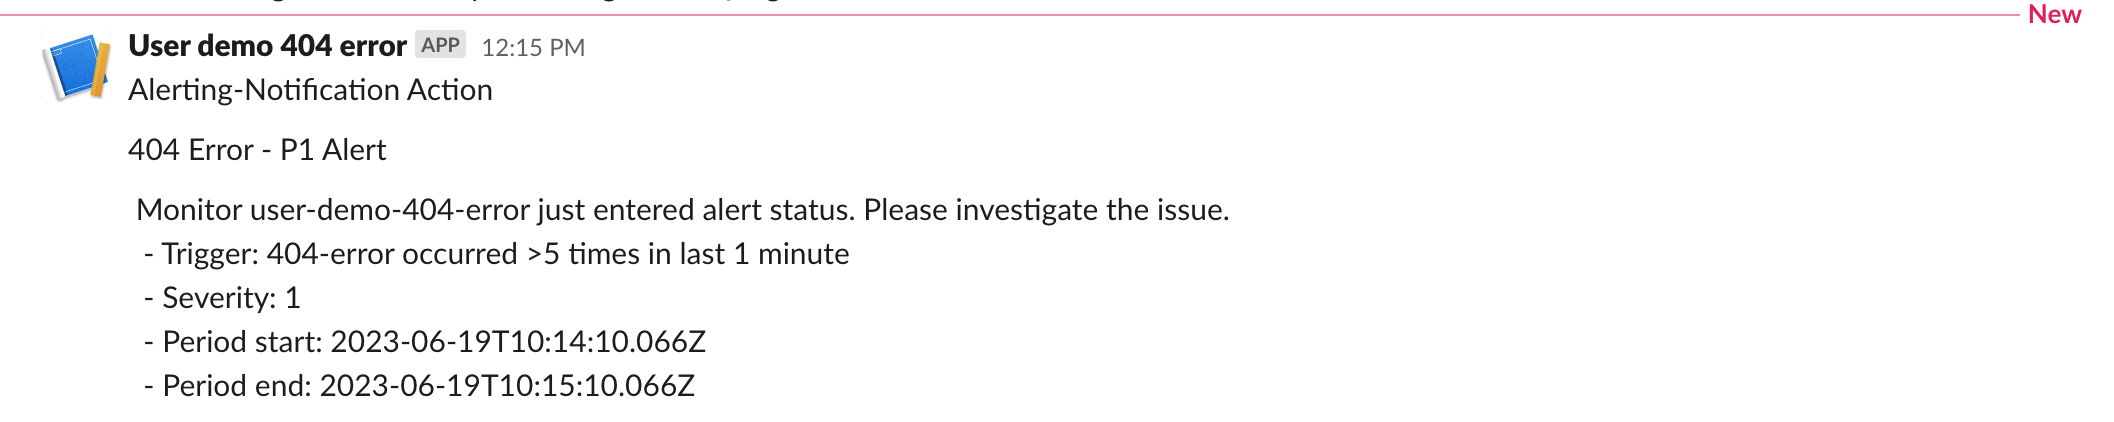 New
User demo 404 error APP 12:15 PM
Alerting-Notification Action
404 Error - P1 Alert
Monitor user-demo-404-error just entered alert status. Please investigate the issue.
- Trigger: 404-error occurred >5 times in last 1 minute
- Severity: 1
- Period start: 2023-06-19T10:14:10.066Z
- Period end: 2023-06-19T10:15:10.066Z